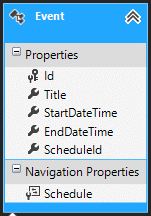 Event
Properties
Id
Title
StartDateTime
EndDateTime
ScheduleId
Navigation Properties
Schedule